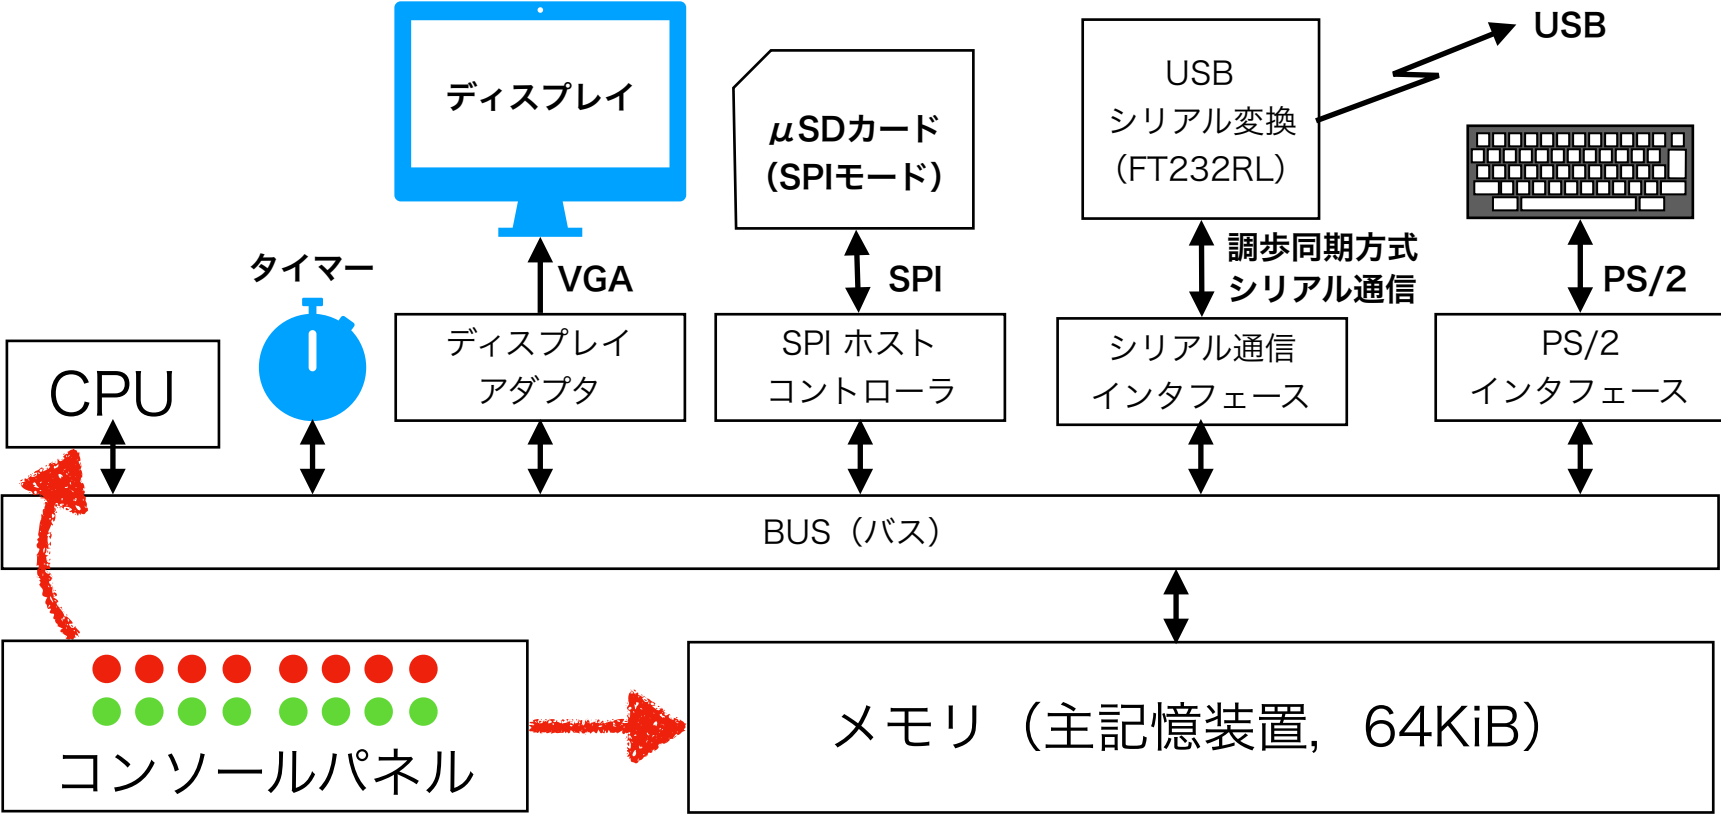 USB
ディスプレイ
USB
シリアル変換
（FT232RL）
μSDカード
（SPIモード）
調歩同期方式
シリアル通信
タイマー
VGA
SPI
PS/2
CPU
ディスプレイ
アダプタ
SPI ホスト
コントローラ
シリアル通信
インタフェース
PS/2
インタフェース
BUS（バス）
コンソールパネル
メモリ（主記憶装置，64KiB）